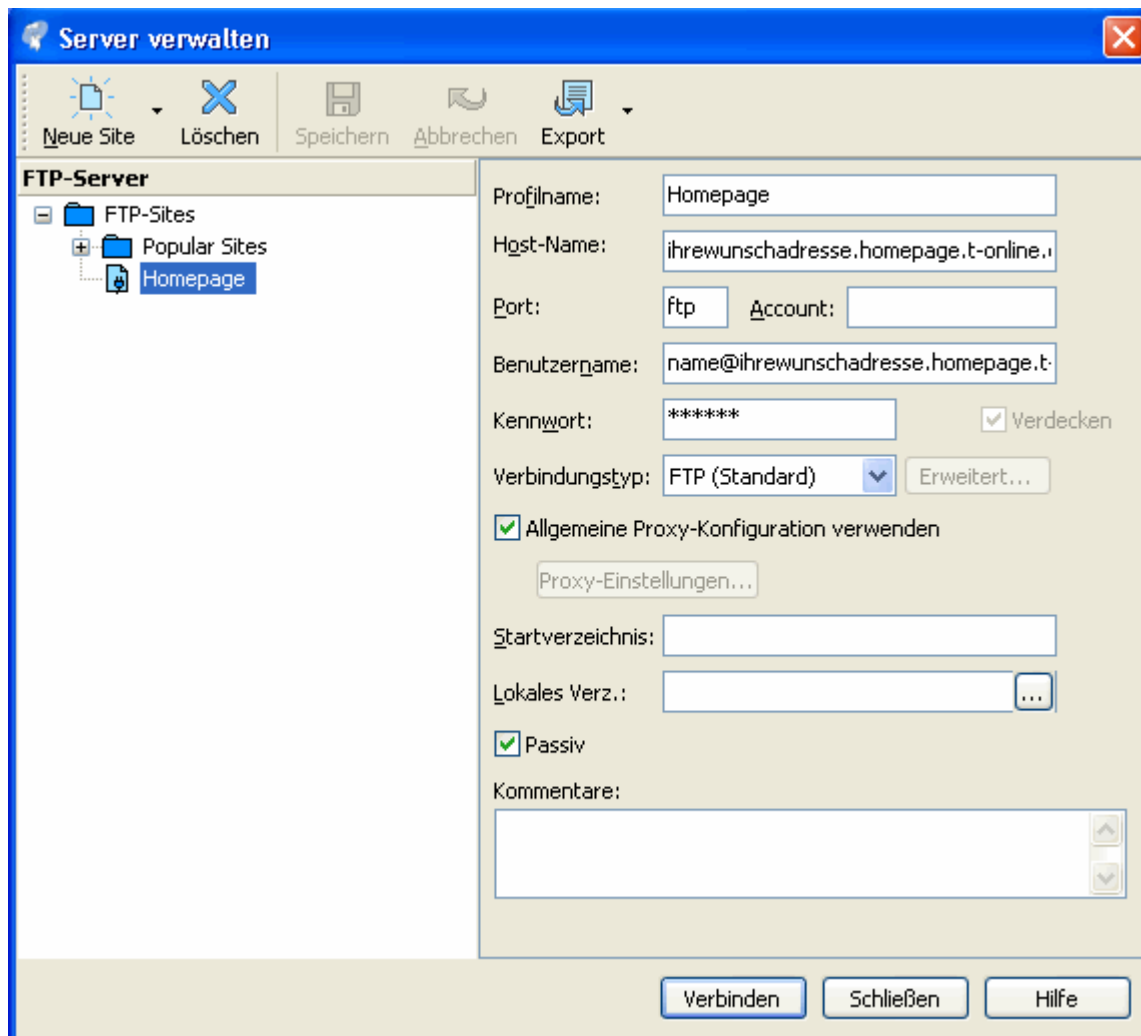 Server verwalten
Neue Site Löschen Speichern Abbrechen Export
FTP-Server
FTP-Sites
Popular Sites
Homepage
Profilname: Homepage
Host-Name: ihrewunschadresse.homepage.t-online.
Port: ftp Account:
Benutzername: name@ihrewunschadresse.homepage.t-
Kennwort: ******
Verdecken
Verbindungstyp: FTP (Standard) Erweitert...
Allgemeine Proxy-Konfiguration verwenden
Proxy-Einstellungen...
Startverzeichnis:
Lokales Verz.: ...
Passiv
Kommentare:
Verbinden Schließen Hilfe